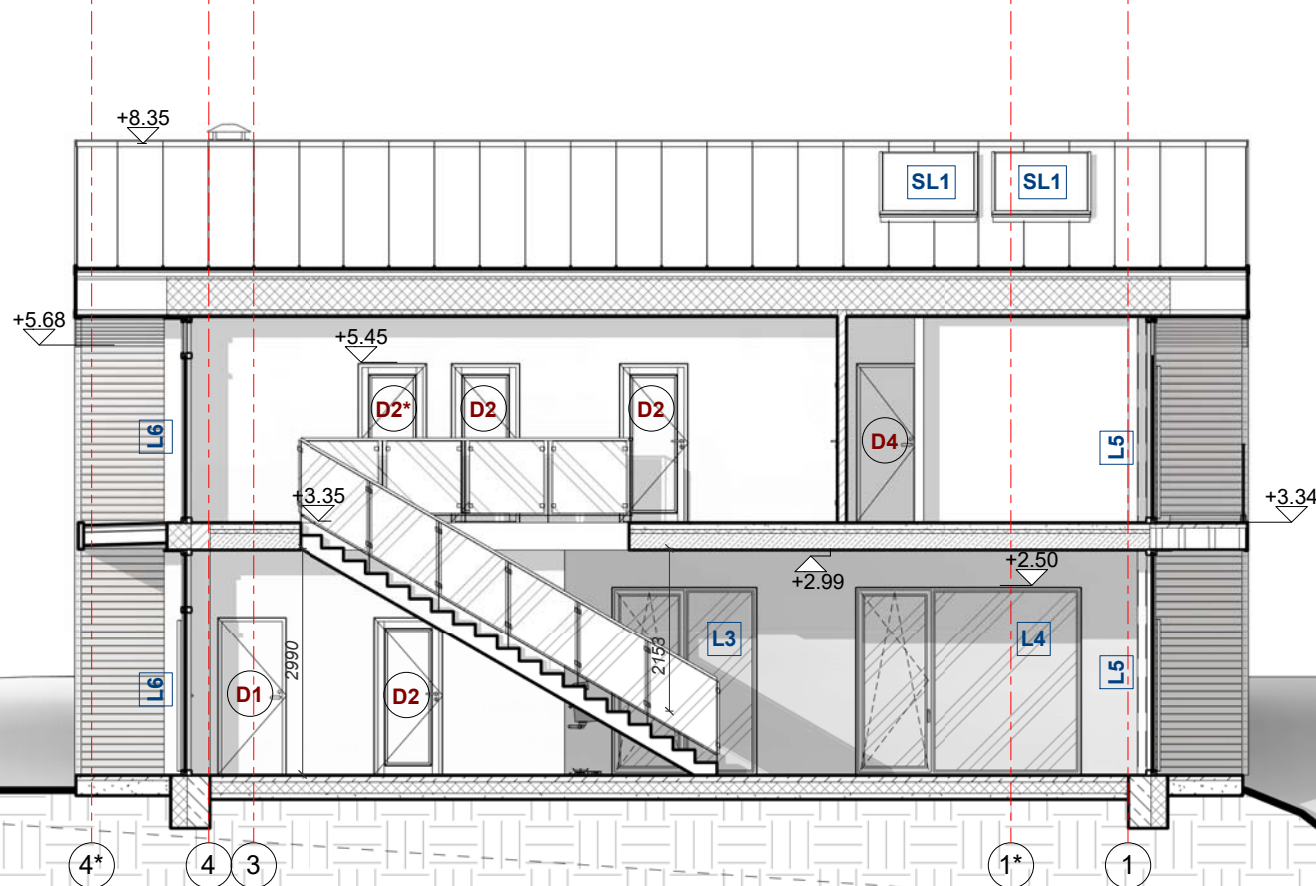 +8.35
SL1
SL1
+5.68
+5.45
D2*
D2
D2
D4
L6
L5
+3.35
+3.34
+2.99
+2.50
2990
2153
L3
L4
L6
D1
D2
L5
4*
4
3
1*
1